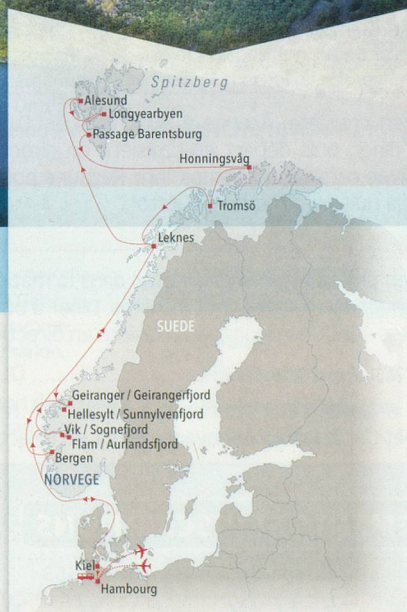 Spitzberg
Alesund
Longyearbyen
Passage Barentsburg
Honningsvåg
Tromsö
Leknes
SUEDE
Geiranger / Geirangerfjord
Hellesylt / Sunnylvenfjord
Vik / Sognefjord
Flam / Aurlandsfjord
Bergen
NORVEGE
Kiel
Hambourg